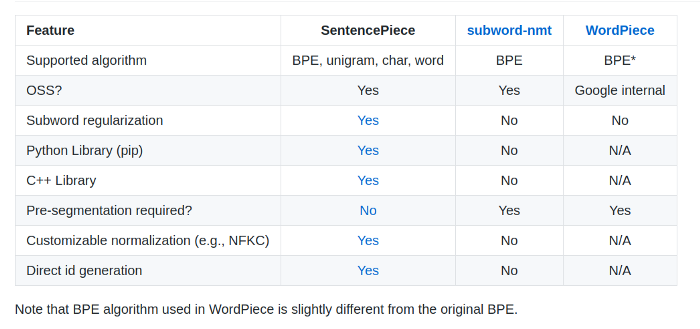 Feature SentencePiece subword-nmt WordPiece
Supported algorithm BPE, unigram, char, word BPE BPE*
OSS? Yes Yes Google internal
Subword regularization Yes No No
Python Library (pip) Yes No N/A
C++ Library Yes No N/A
Pre-segmentation required? No Yes Yes
Customizable normalization (e.g., NFKC) Yes No N/A
Direct id generation Yes No N/A
Note that BPE algorithm used in WordPiece is slightly different from the original BPE.